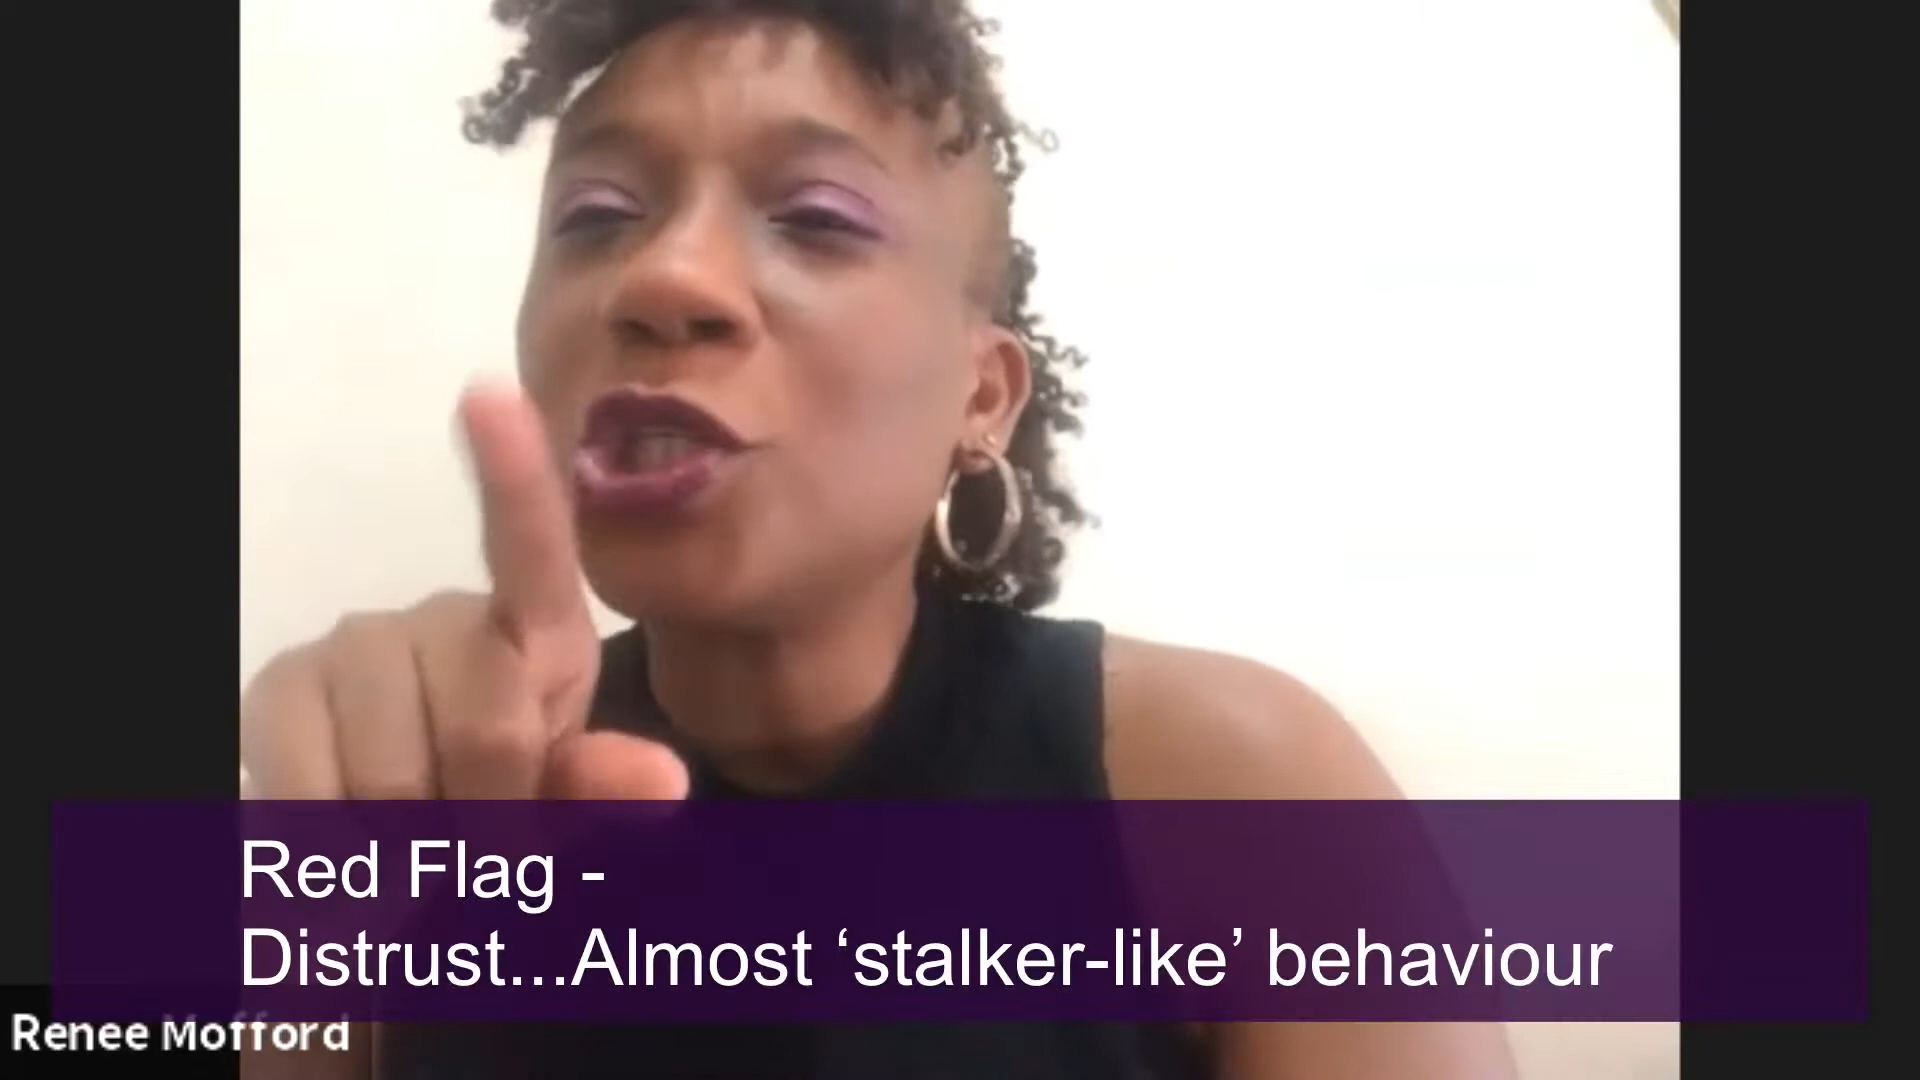 Red Flag -
Distrust...Almost ‘stalker-like’ behaviour
Renee Mofford